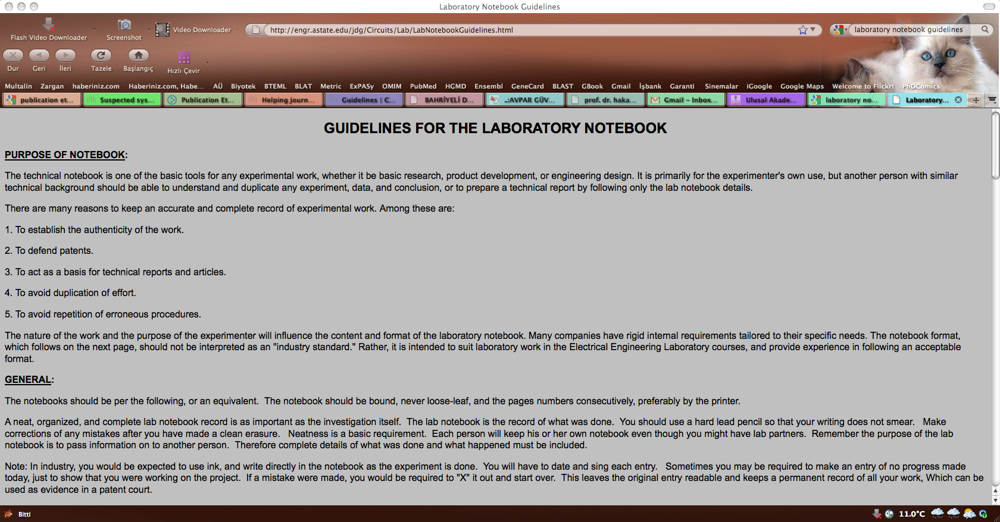 Laboratory Notebook Guidelines
Flash Video Downloader
Screenshot
Video Downloader
http://engr.astate.edu/jdg/Circuits/Lab/LabNotebookGuidelines.html
laboratory notebook guidelines
Dur Geri İleri Tazele Başlangıç Hızlı Çevir
Multalin Zargan haberiniz.com Haberiniz.com, Habe... AÜ Biyotek BTEML BLAT Metric ExPASy OMIM PubMed HGMD Ensembl GeneCard BLAST GBook Gmail İşbank Garanti Sinemalar iGoogle Google Maps Welcome to Flickr! PhDComics
publication et... Suspected sys... Publication Et... Helping journ... Guidelines | C... BAHRİYELİ D... ..:AVPAR GÜV... prof. dr. haka... Gmail - Inbox... Ulusal Akade... laboratory no... Laboratory...
GUIDELINES FOR THE LABORATORY NOTEBOOK
PURPOSE OF NOTEBOOK:
The technical notebook is one of the basic tools for any experimental work, whether it be basic research, product development, or engineering design. It is primarily for the experimenter's own use, but another person with similar
technical background should be able to understand and duplicate any experiment, data, and conclusion, or to prepare a technical report by following only the lab notebook details.
There are many reasons to keep an accurate and complete record of experimental work. Among these are:
1. To establish the authenticity of the work.
2. To defend patents.
3. To act as a basis for technical reports and articles.
4. To avoid duplication of effort.
5. To avoid repetition of erroneous procedures.
The nature of the work and the purpose of the experimenter will influence the content and format of the laboratory notebook. Many companies have rigid internal requirements tailored to their specific needs. The notebook format,
which follows on the next page, should not be interpreted as an "industry standard." Rather, it is intended to suit laboratory work in the Electrical Engineering Laboratory courses, and provide experience in following an acceptable
format.
GENERAL:
The notebooks should be per the following, or an equivalent. The notebook should be bound, never loose-leaf, and the pages numbers consecutively, preferably by the printer.
A neat, organized, and complete lab notebook record is as important as the investigation itself. The lab notebook is the record of what was done. You should use a hard lead pencil so that your writing does not smear. Make
corrections of any mistakes after you have made a clean erasure. Neatness is a basic requirement. Each person will keep his or her own notebook even though you might have lab partners. Remember the purpose of the lab
notebook is to pass information on to another person. Therefore complete details of what was done and what happened must be included.
Note: In industry, you would be expected to use ink, and write directly in the notebook as the experiment is done. You will have to date and sing each entry. Sometimes you may be required to make an entry of no progress made
today, just to show that you were working on the project. If a mistake were made, you would be required to "X" it out and start over. This leaves the original entry readable and keeps a permanent record of all your work, Which can be
used as evidence in a patent court.
Bitti
11.0°C